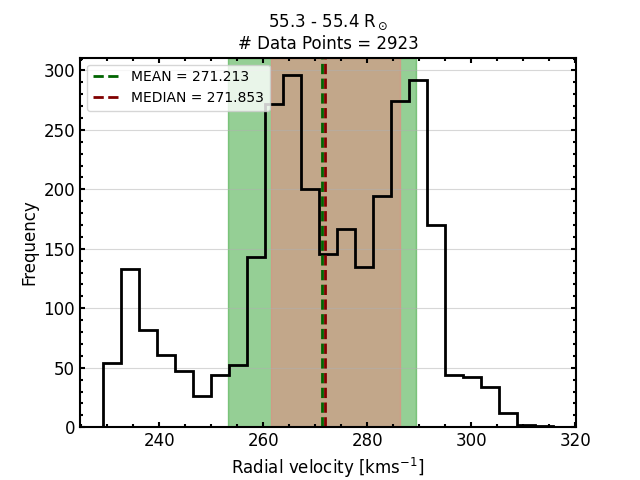 55.3 - 55.4 R⊙
# Data Points = 2923
MEAN = 271.213
MEDIAN = 271.853
300
250
200
150
100
50
0
Frequency
240
260
280
300
320
Radial velocity [kms⁻¹]